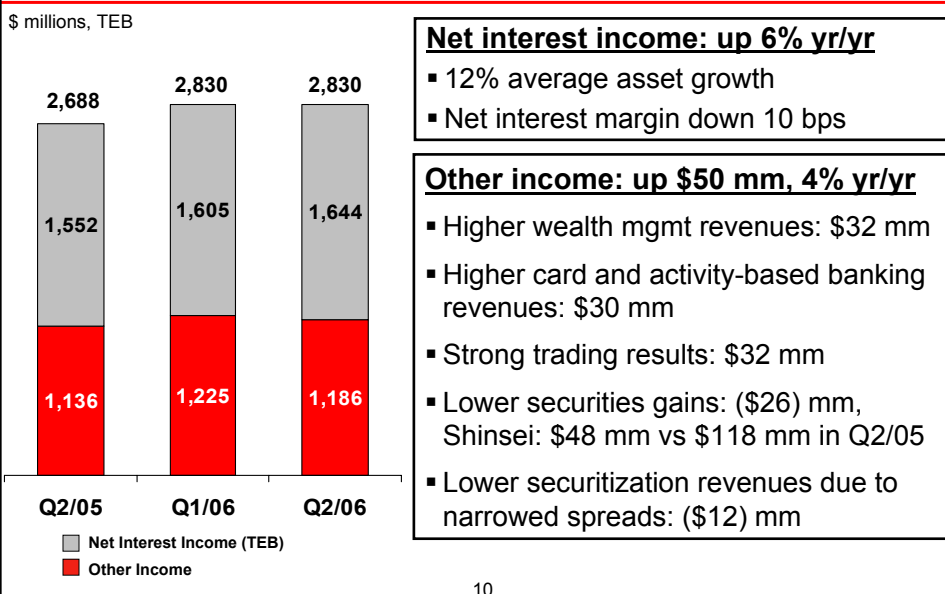 $ millions, TEB
2,688
2,830
2,830
1,552
1,605
1,644
1,136
1,225
1,186
Q2/05
Q1/06
Q2/06
Net Interest Income (TEB)
Other Income
Net interest income: up 6% yr/yr
▪ 12% average asset growth
▪ Net interest margin down 10 bps
Other income: up $50 mm, 4% yr/yr
▪ Higher wealth mgmt revenues: $32 mm
▪ Higher card and activity-based banking
revenues: $30 mm
▪ Strong trading results: $32 mm
▪ Lower securities gains: ($26) mm,
Shinsei: $48 mm vs $118 mm in Q2/05
▪ Lower securitization revenues due to
narrowed spreads: ($12) mm
10